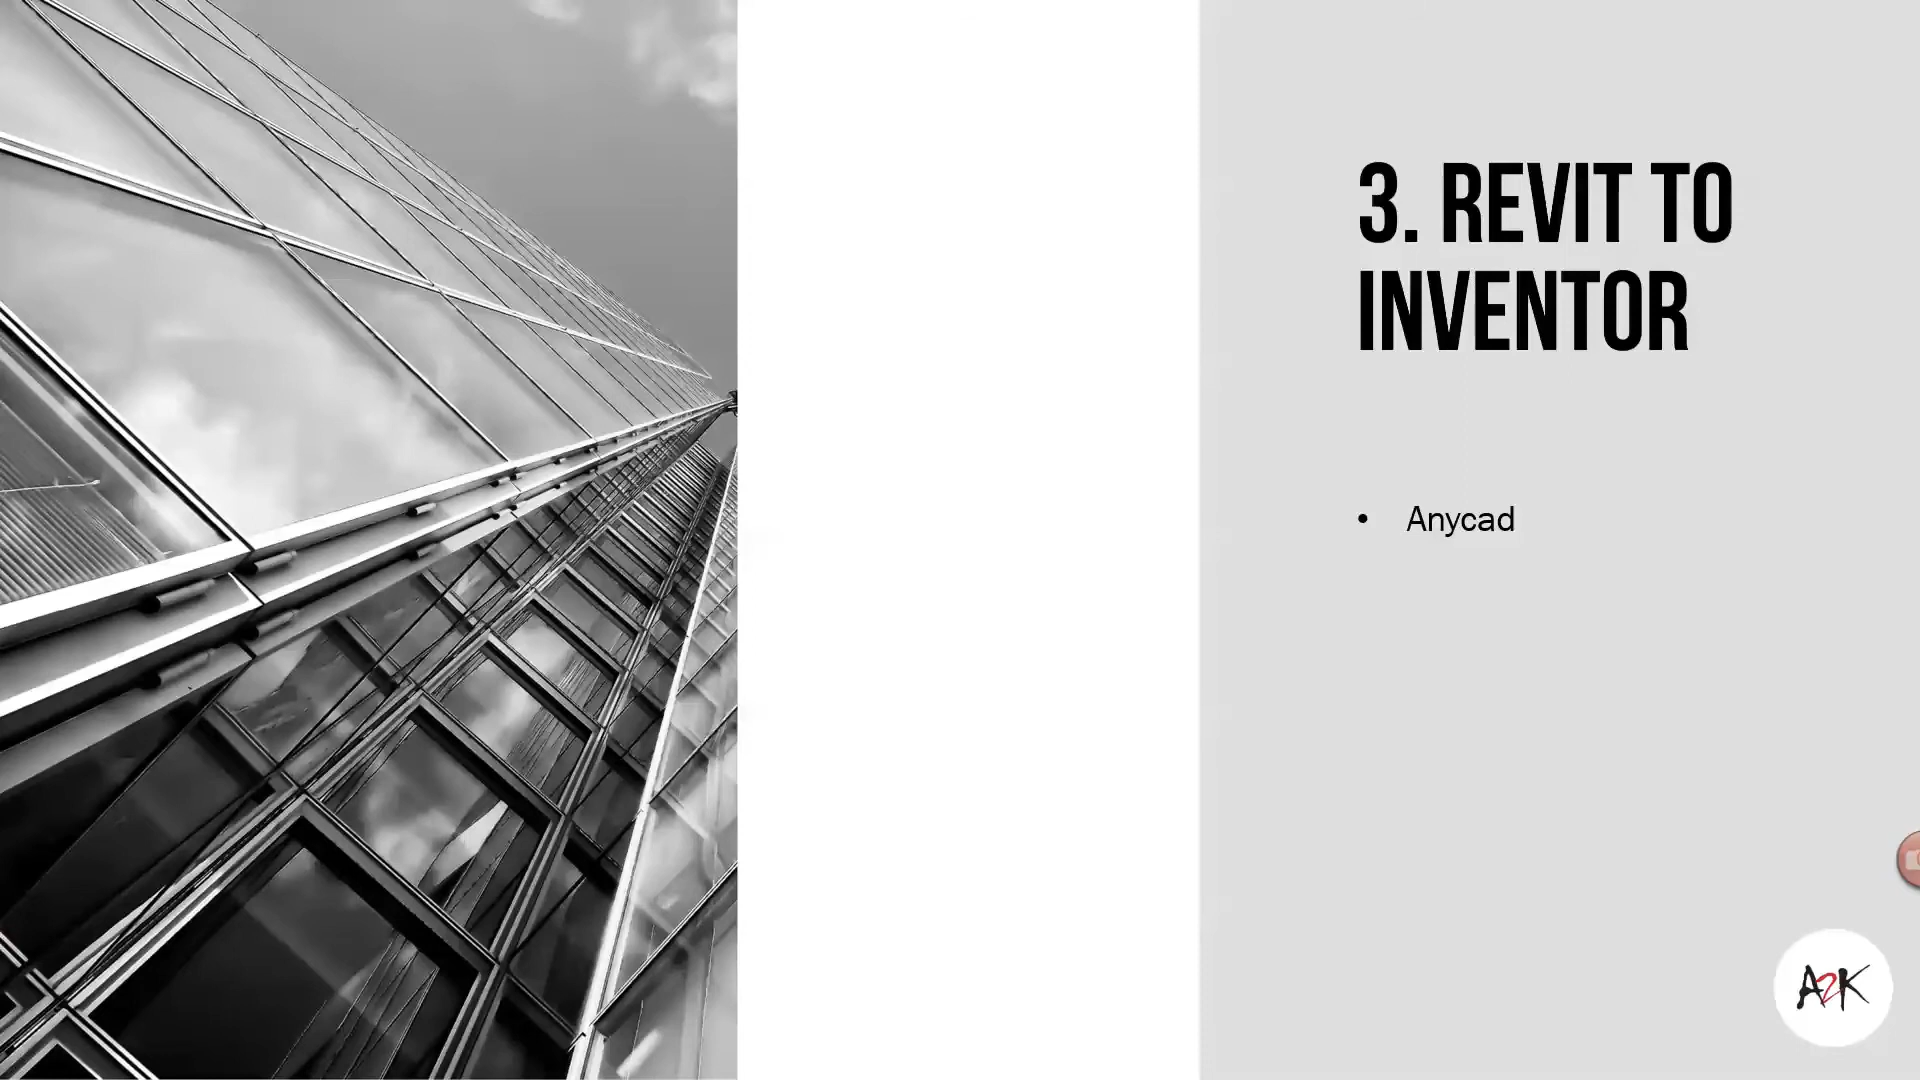 3. REVIT TO
INVENTOR
• Anycad
A2K